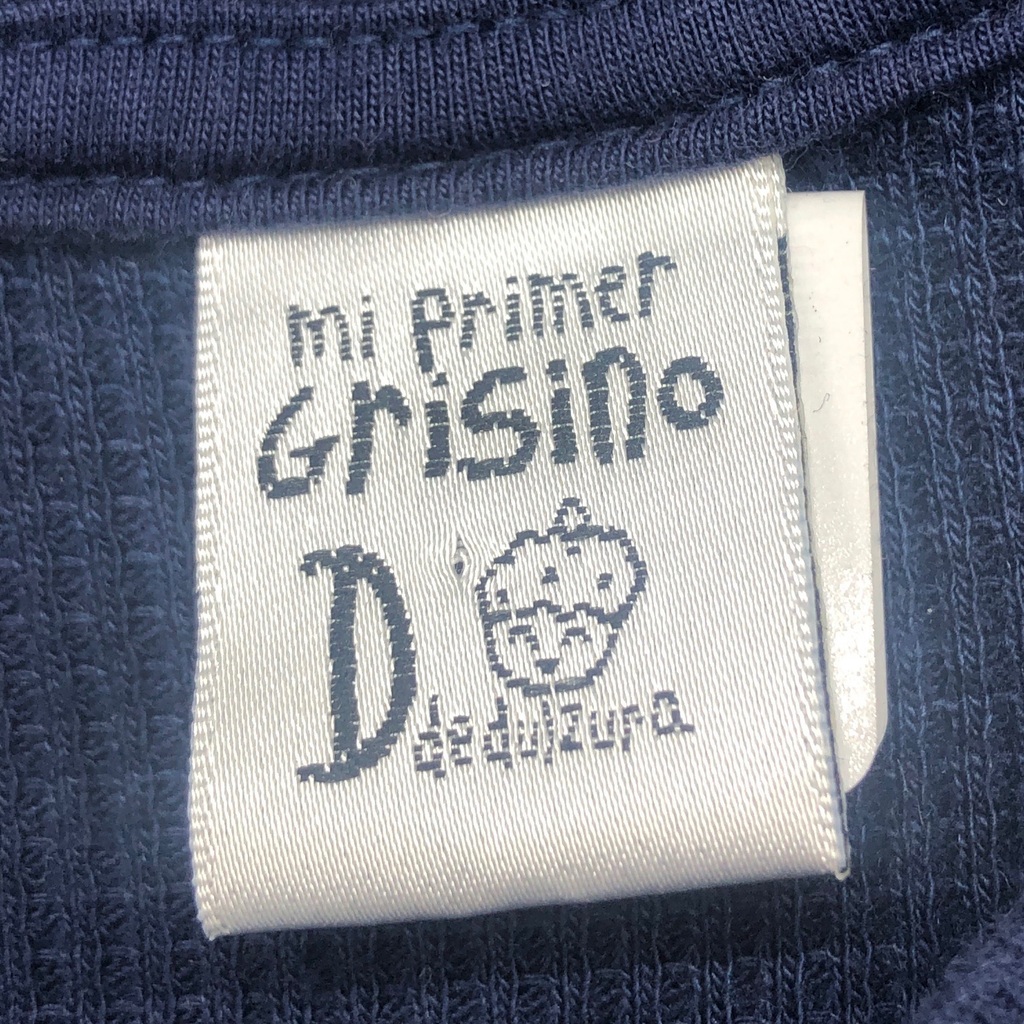 mi primer
Grisino
D
de dulzura